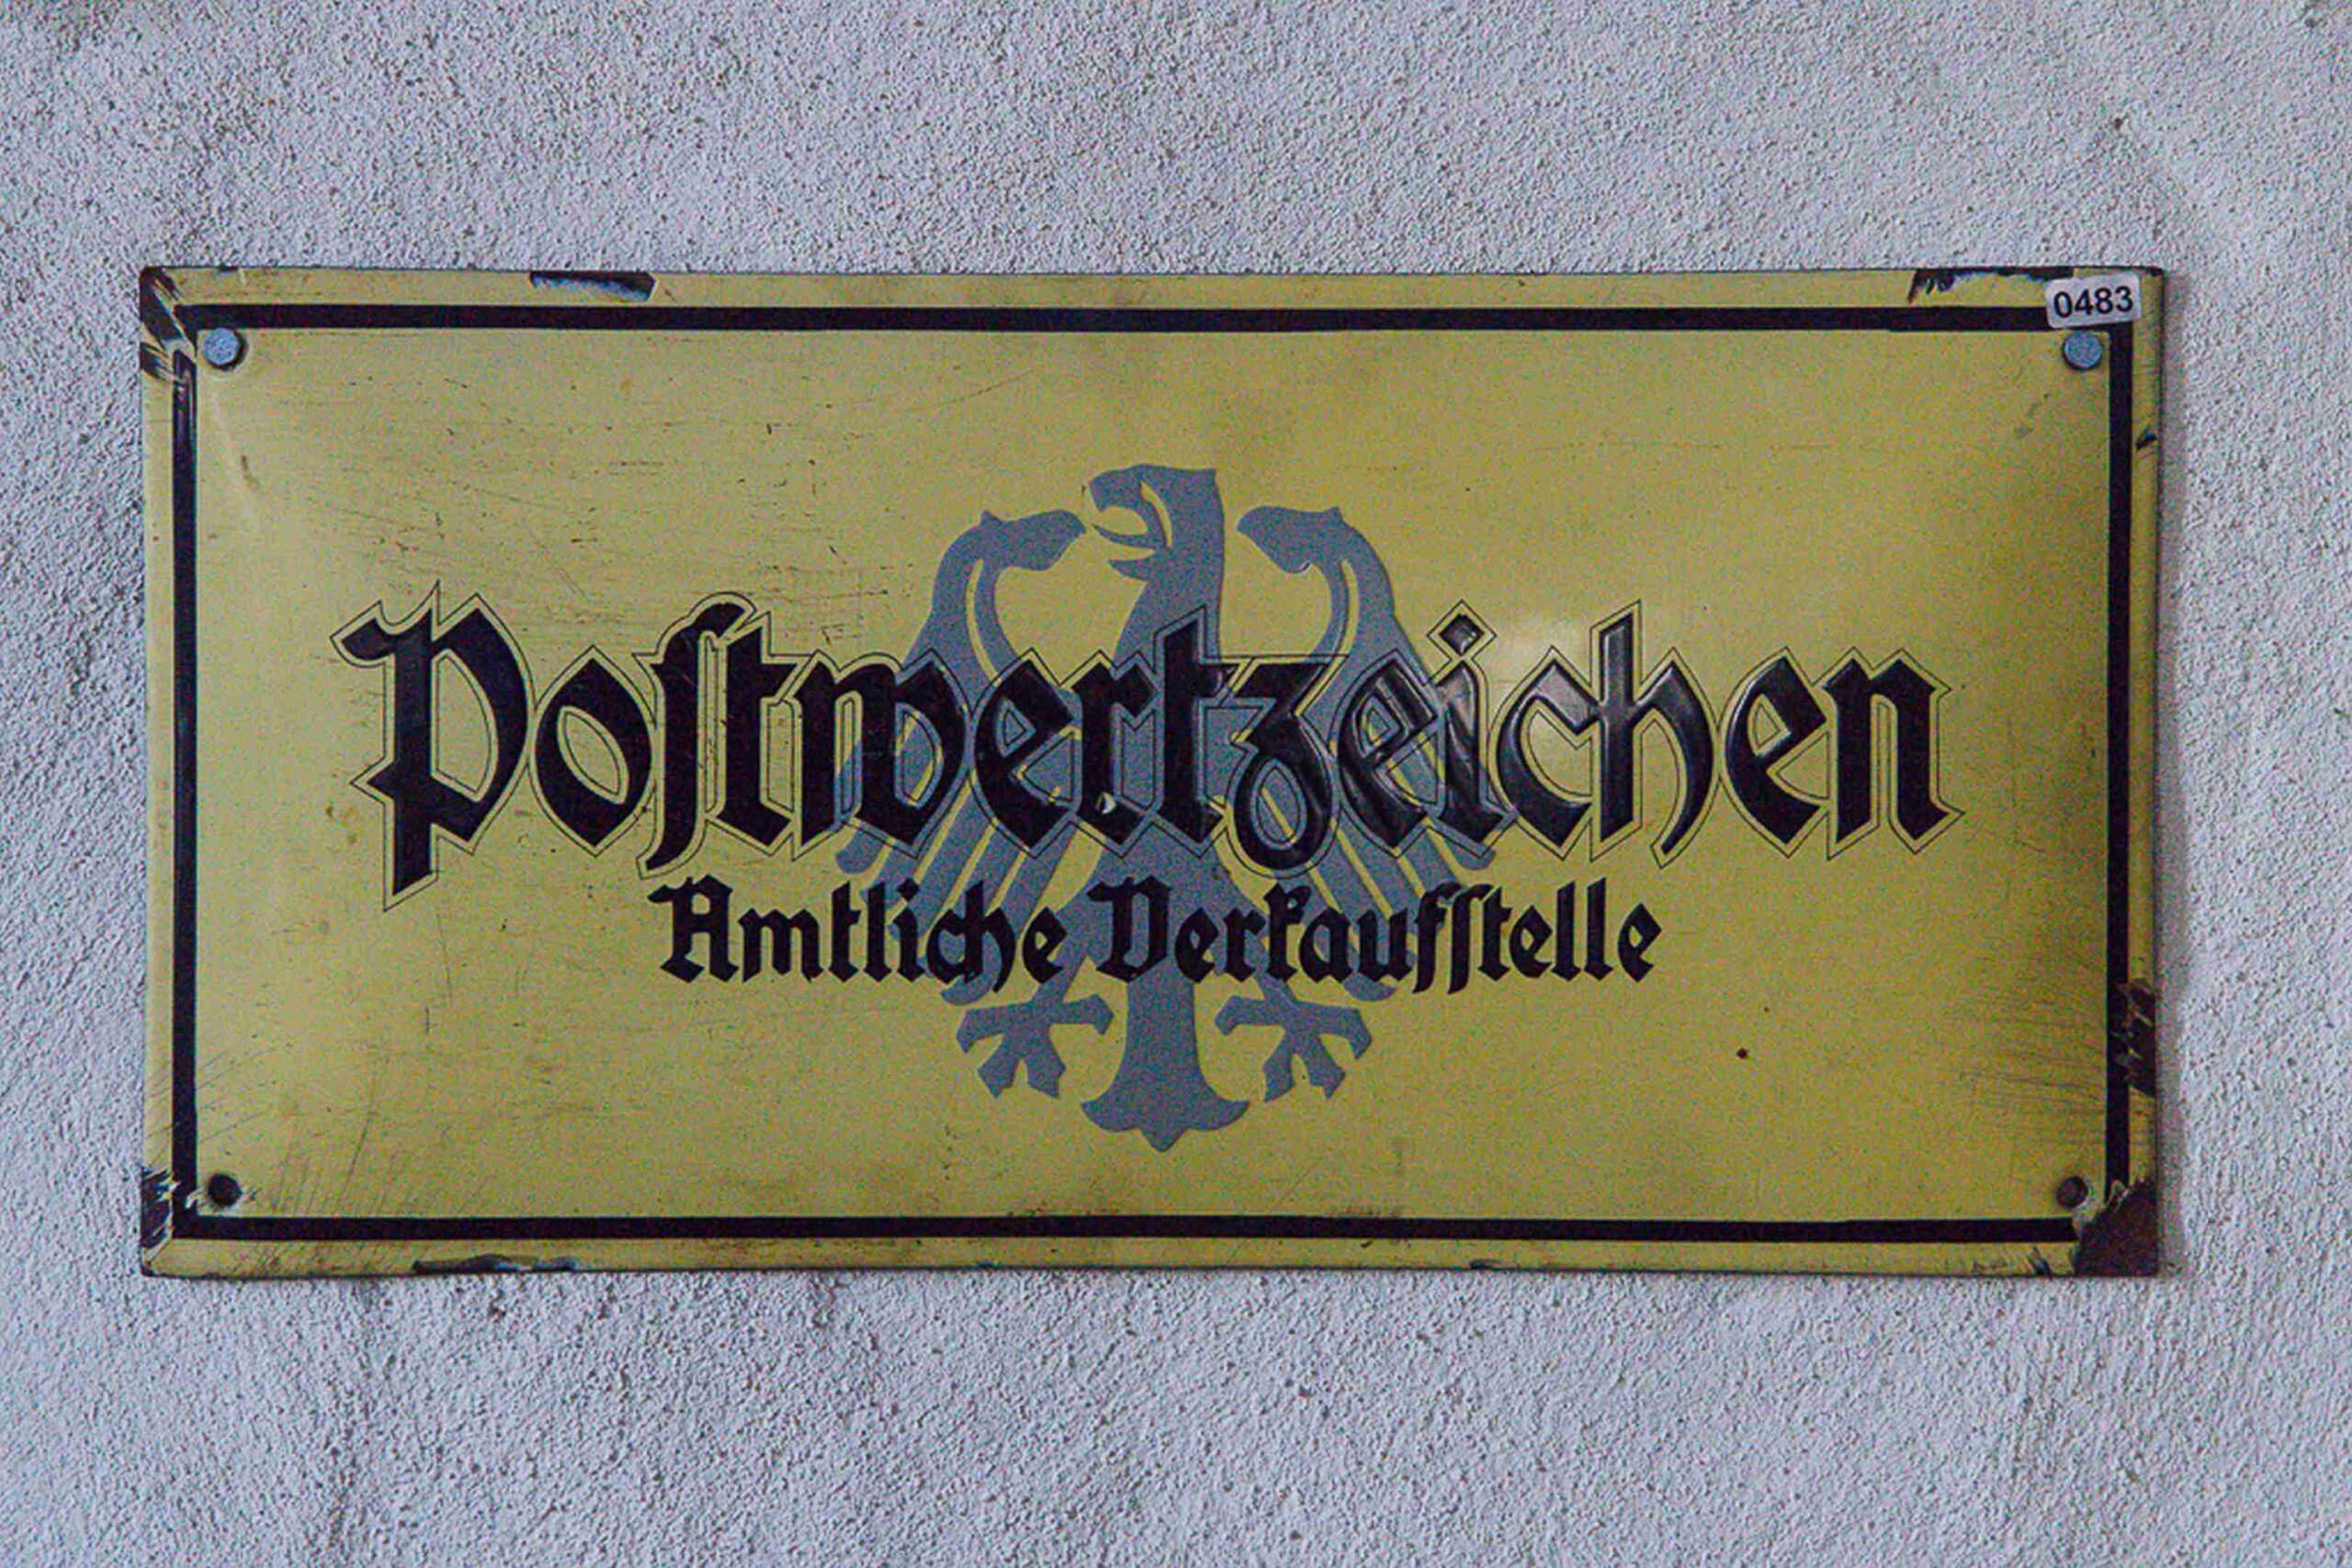 0483
Poſtwertzeichen
Amtliche Verkaufſſtelle